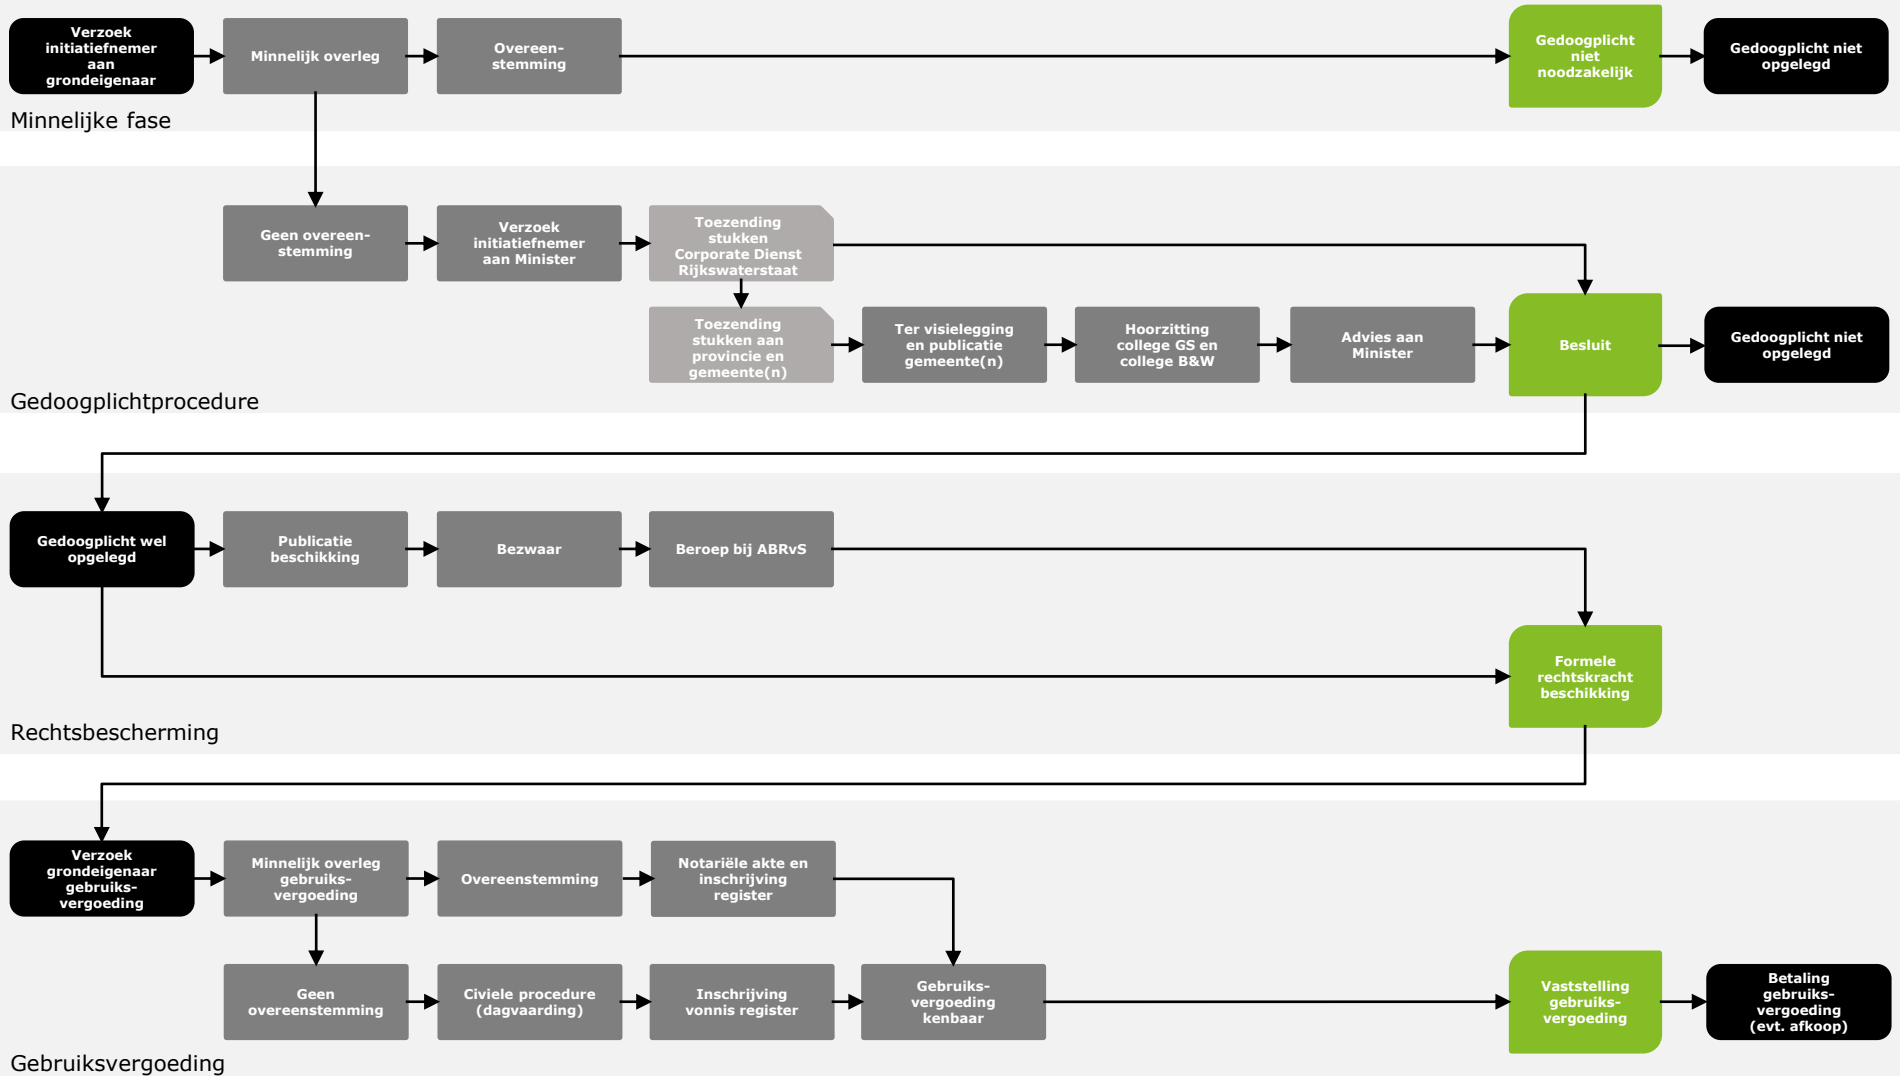 Verzoek
initiatiefnemer
aan
grondeigenaar
Minnelijk overleg
Overeen-
stemming
Gedoogplicht
niet
noodzakelijk
Gedoogplicht niet
opgelegd
Minnelijke fase
Geen overeen-
stemming
Verzoek
initiatiefnemer
aan Minister
Toezending
stukken
Corporate Dienst
Rijkswaterstaat
Toezending
stukken aan
provincie en
gemeente(n)
Ter visielegging
en publicatie
gemeente(n)
Hoorzitting
college GS en
college B&W
Advies aan
Minister
Besluit
Gedoogplicht niet
opgelegd
Gedoogplichtprocedure
Gedoogplicht wel
opgelegd
Publicatie
beschikking
Bezwaar
Beroep bij ABRvS
Formele
rechtskracht
beschikking
Rechtsbescherming
Verzoek
grondeigenaar
gebruiks-
vergoeding
Minnelijk overleg
gebruiks-
vergoeding
Overeenstemming
Notariële akte en
inschrijving
register
Geen
overeenstemming
Civiele procedure
(dagvaarding)
Inschrijving
vonnis register
Gebruiks-
vergoeding
kenbaar
Vaststelling
gebruiks-
vergoeding
Betaling
gebruiks-
vergoeding
(evt. afkoop)
Gebruiksvergoeding